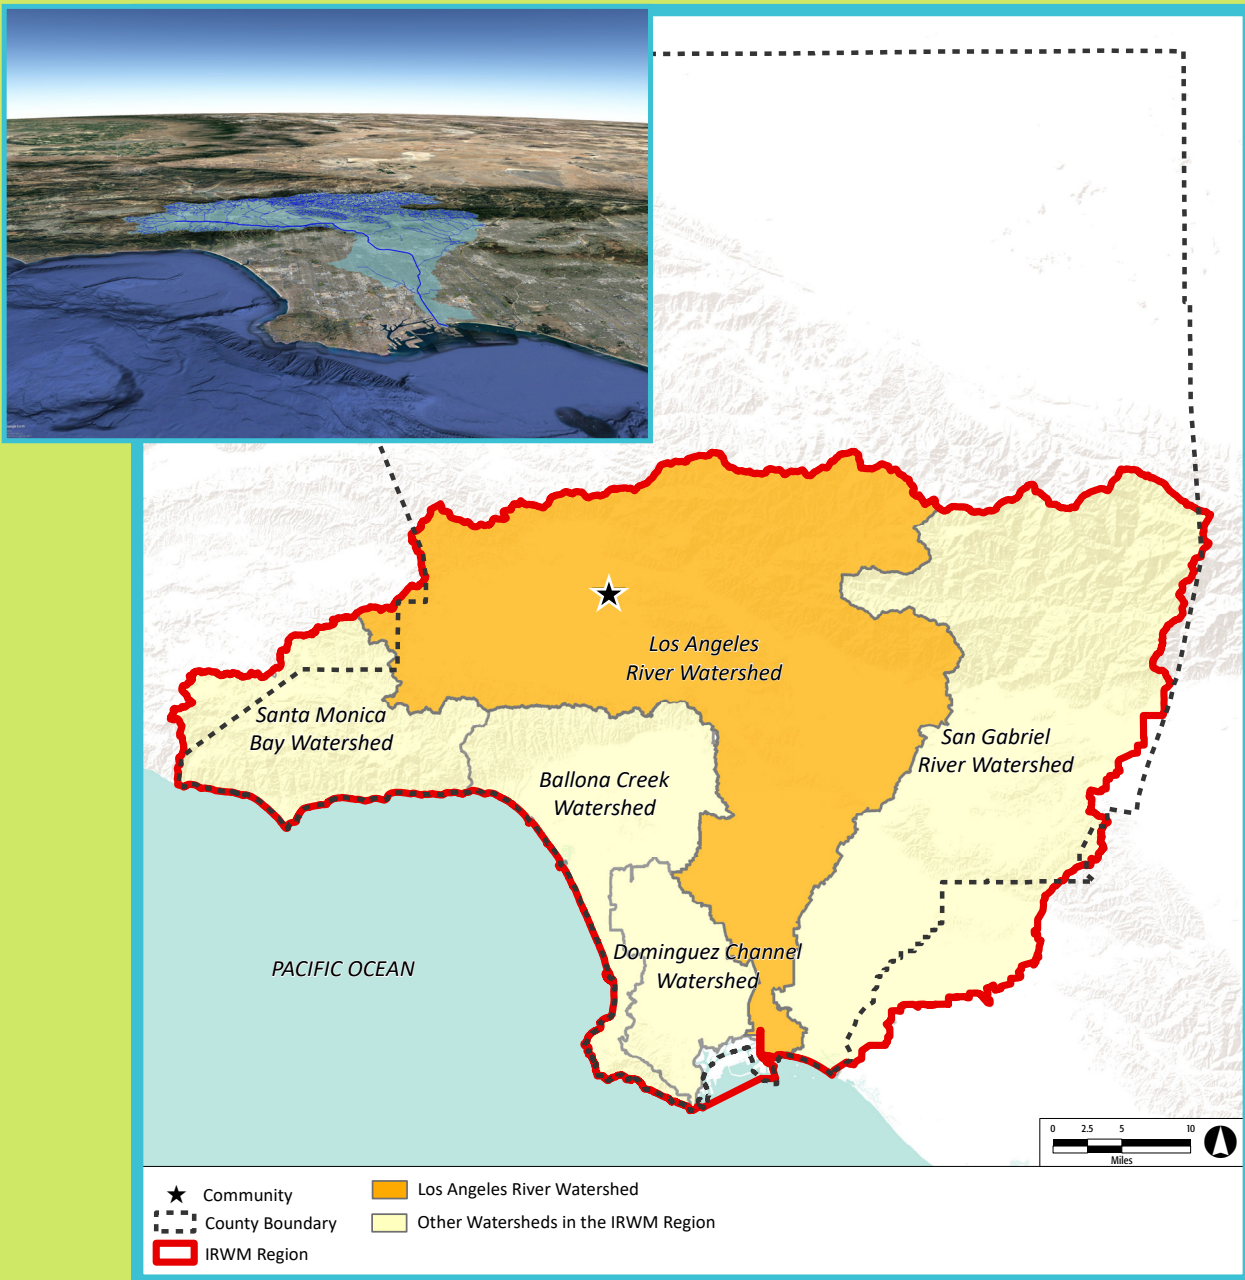 Los Angeles
River Watershed
Santa Monica
Bay Watershed
San Gabriel
River Watershed
Ballona Creek
Watershed
Dominguez Channel
Watershed
PACIFIC OCEAN
0 2.5 5 10
Miles
Community
County Boundary
IRWM Region
Los Angeles River Watershed
Other Watersheds in the IRWM Region